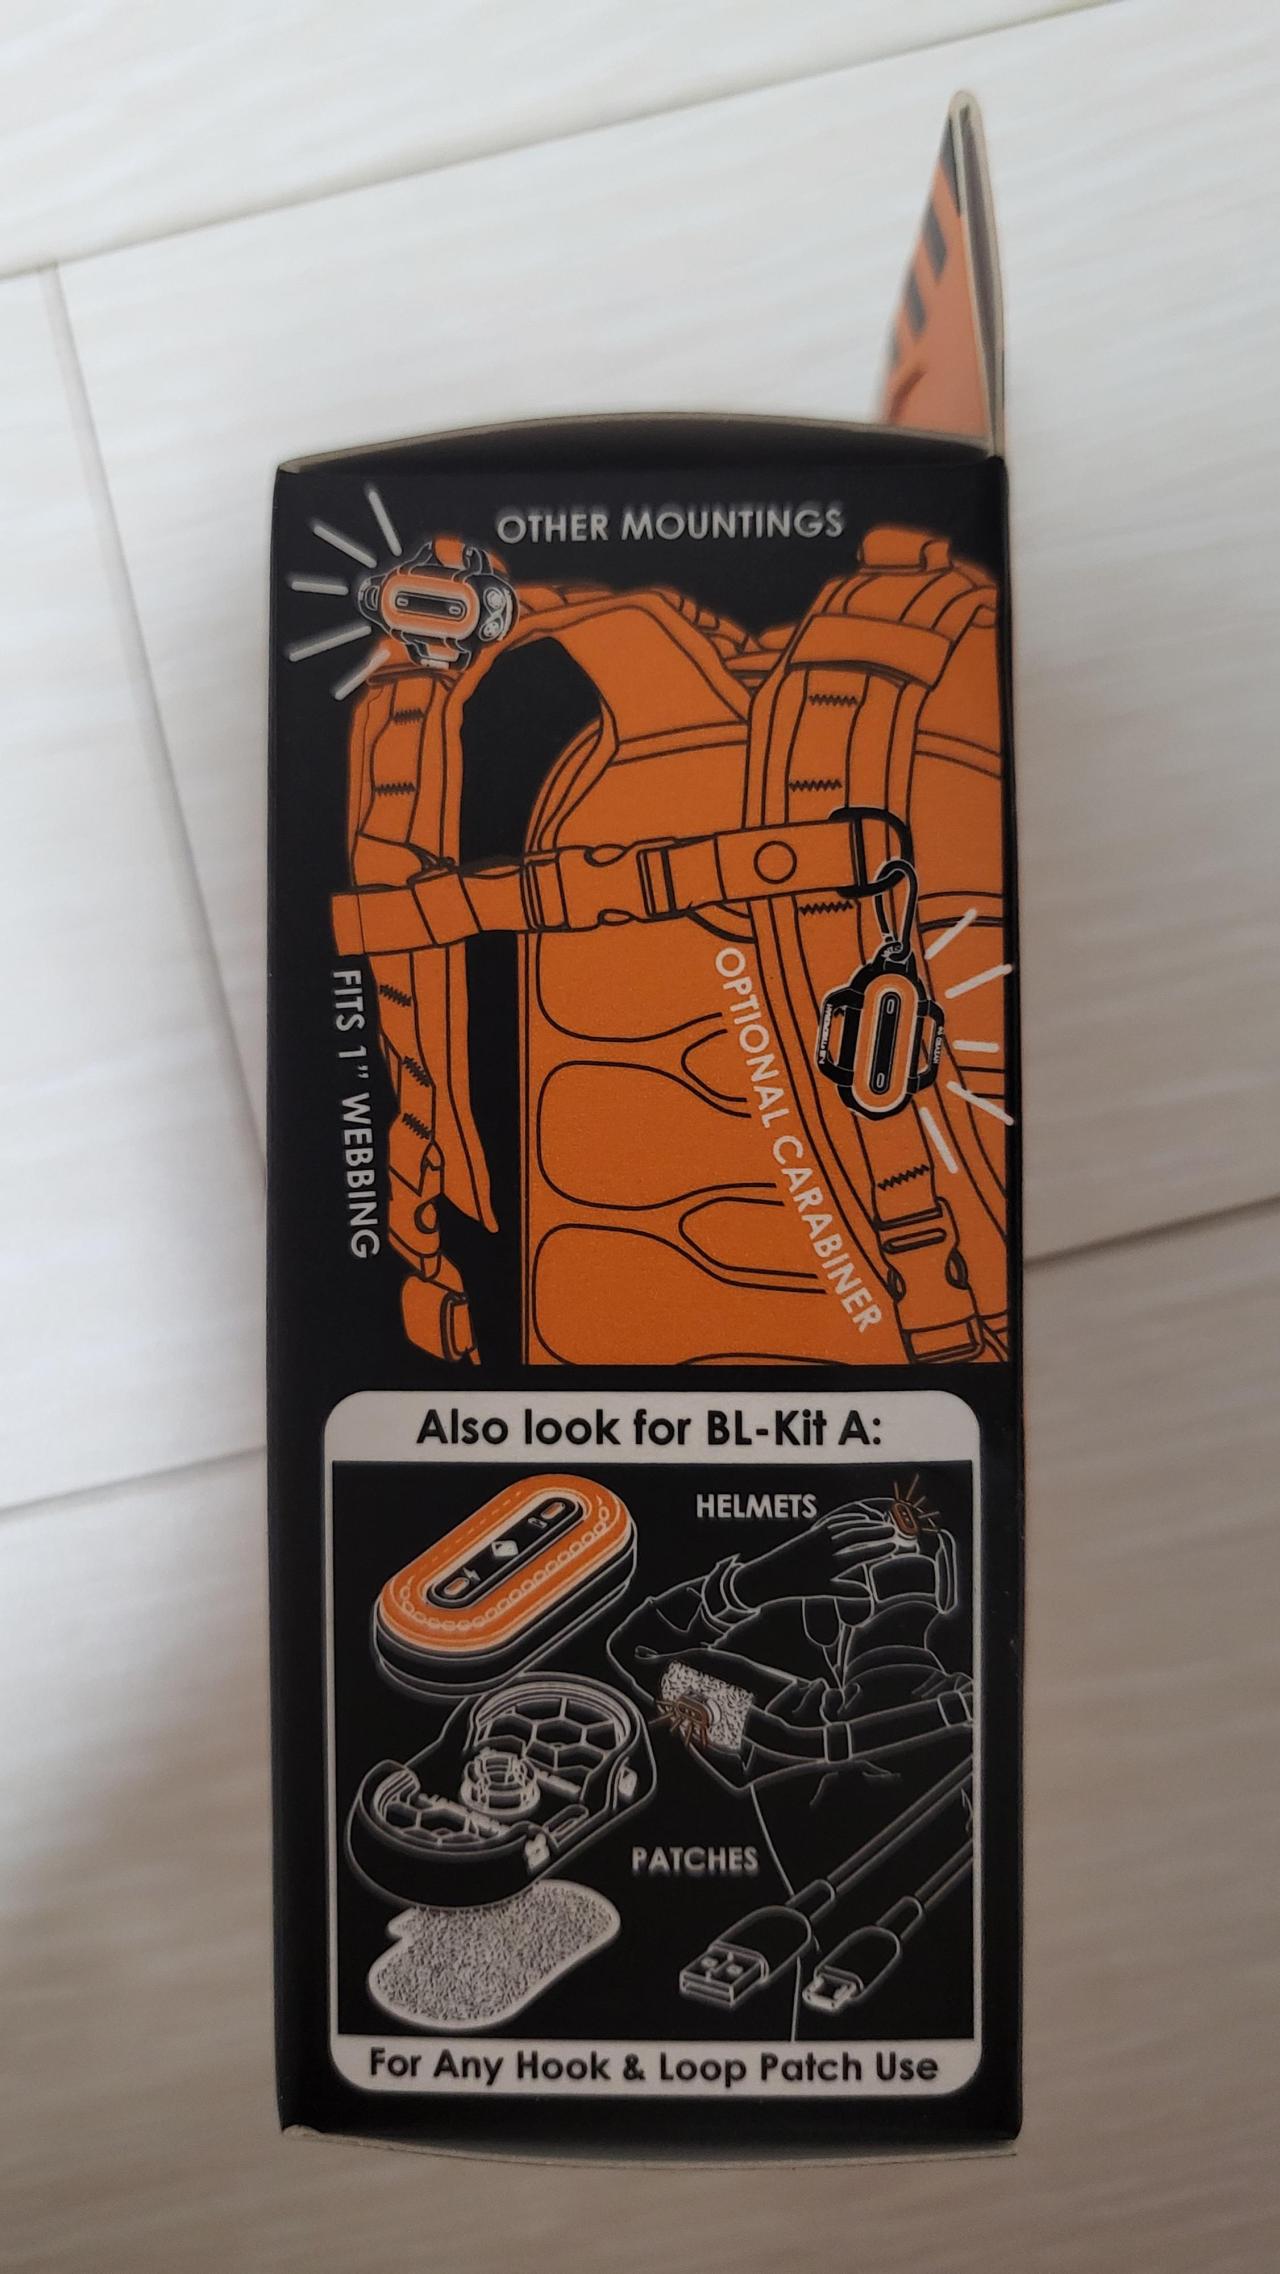 OTHER MOUNTINGS
FITS 1" WEBBING
OPTIONAL CARABINER
Also look for BL-Kit A:
HELMETS
PATCHES
For Any Hook & Loop Patch Use